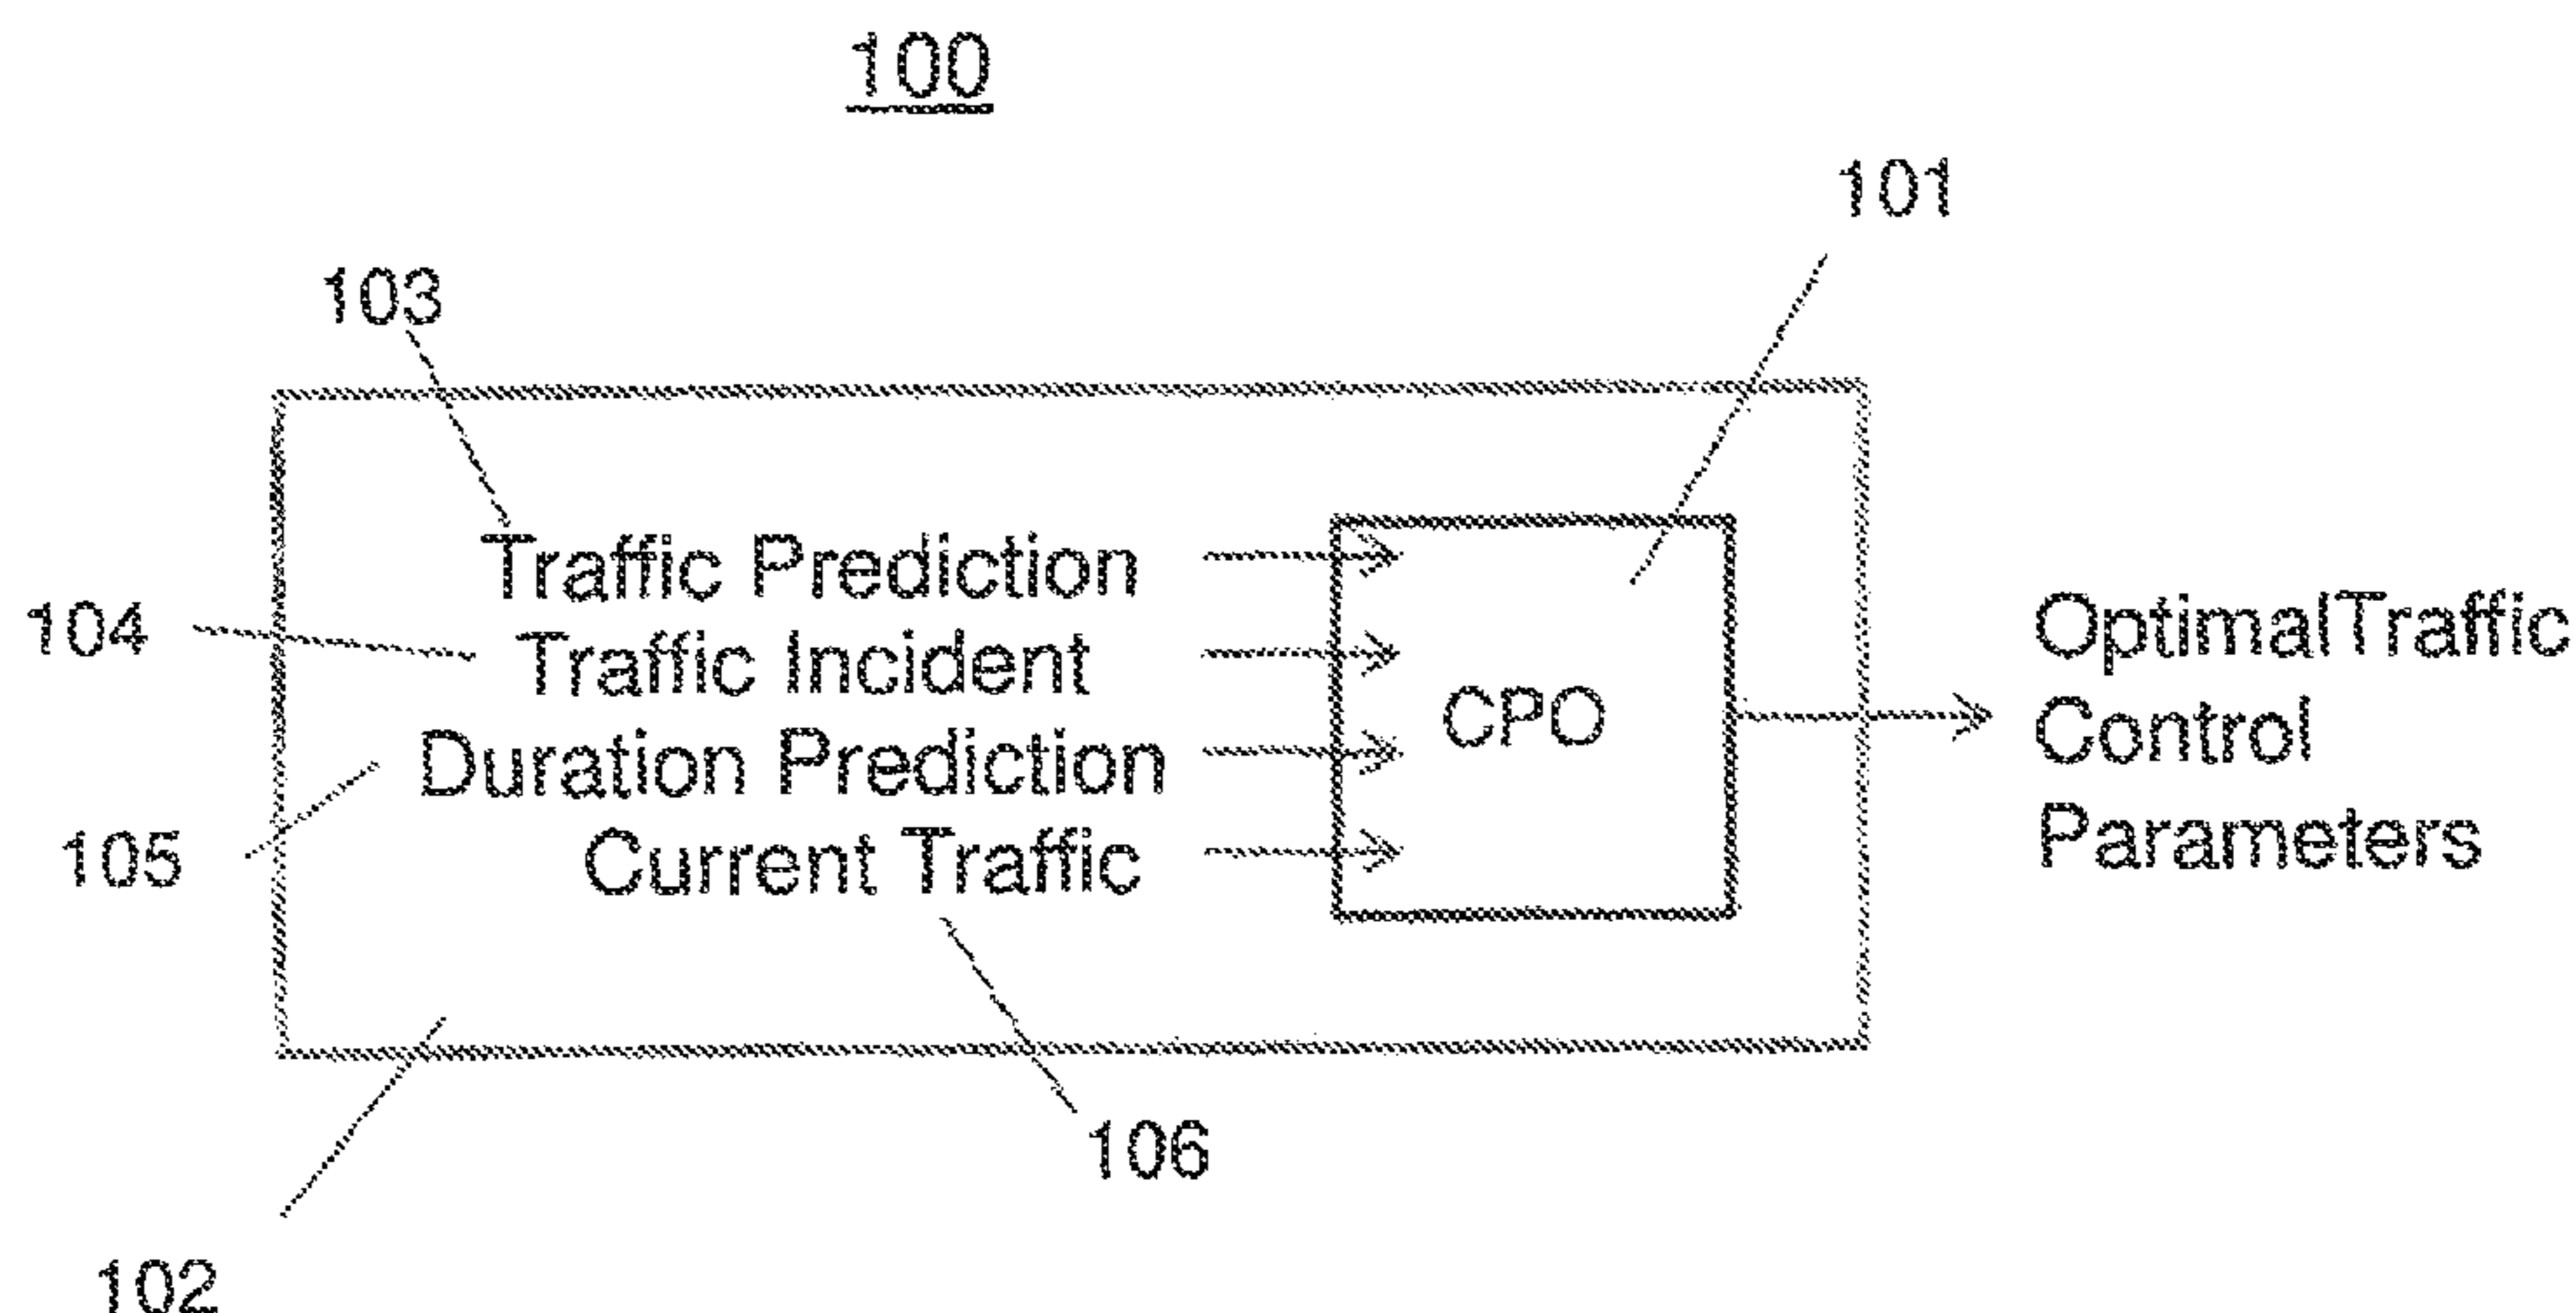 100
101
103
Traffic Prediction
104
Traffic Incident
Duration Prediction
105
Current Traffic
CPO
OptimalTraffic
Control
Parameters
106
102